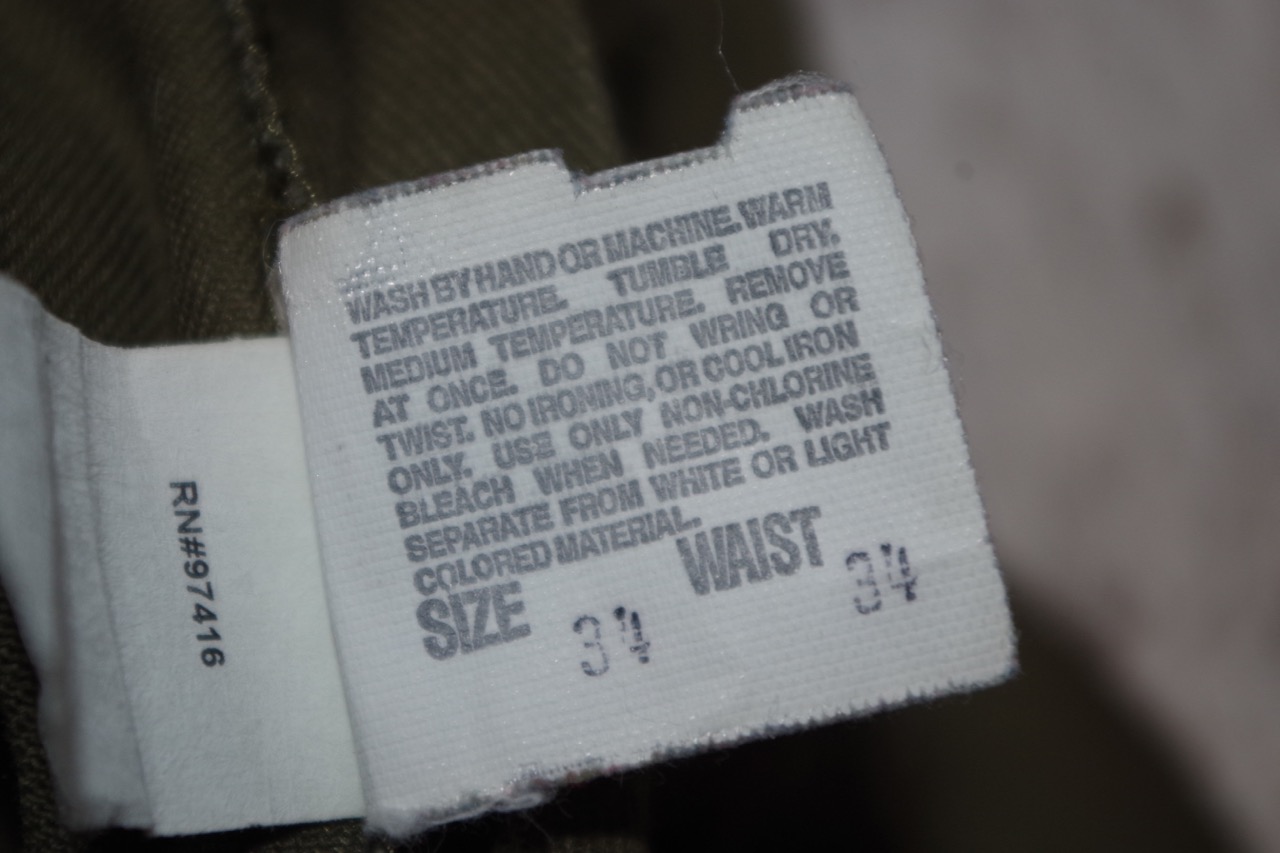 WASH BY HAND OR MACHINE. WARM
TEMPERATURE. TUMBLE DRY.
MEDIUM TEMPERATURE. REMOVE
AT ONCE. DO NOT WRING OR
TWIST. NO IRONING, OR COOL IRON
ONLY. USE ONLY NON-CHLORINE
BLEACH WHEN NEEDED. WASH
SEPARATE FROM WHITE OR LIGHT
COLORED MATERIAL.
SIZE 34 WAIST 34
RN#97416